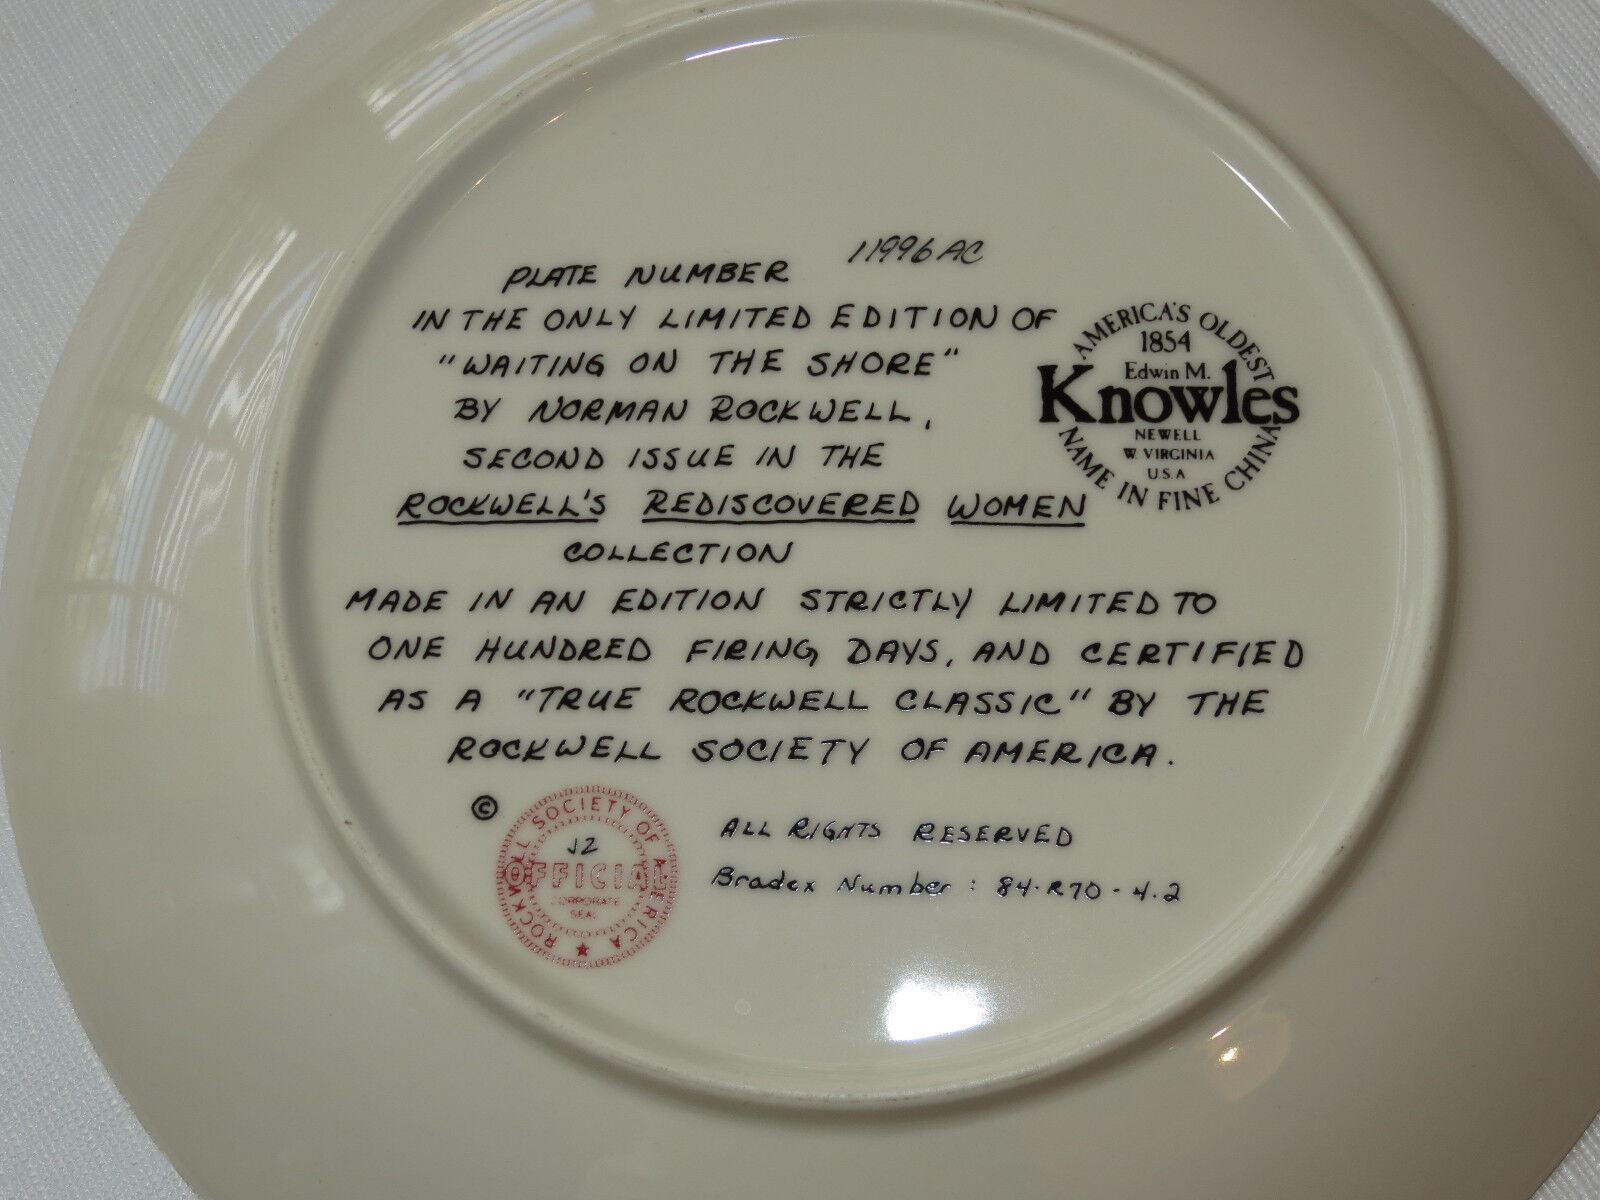 PLATE NUMBER 11996 AC
IN THE ONLY LIMITED EDITION OF
"WAITING ON THE SHORE"
BY NORMAN ROCKWELL,
SECOND ISSUE IN THE
ROCKWELL'S REDISCOVERED WOMEN
COLLECTION
MADE IN AN EDITION STRICTLY LIMITED TO
ONE HUNDRED FIRING DAYS, AND CERTIFIED
AS A "TRUE ROCKWELL CLASSIC" BY THE
ROCKWELL SOCIETY OF AMERICA.
AMERICA'S OLDEST
1854
Edwin M.
Knowles
NEWELL
W. VIRGINIA
U.S.A
NAME IN FINE CHINA
©
ROCKWELL SOCIETY OF AMERICA
JZ
OFFICIAL
CORPORATE
SEAL
ALL RIGHTS RESERVED
Bradex Number: 84-R70-4.2